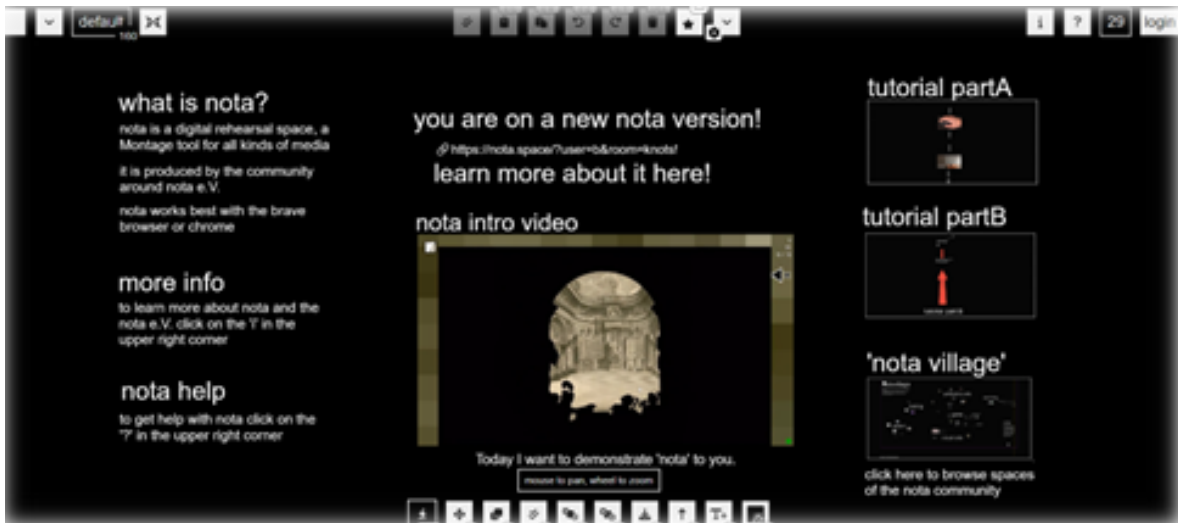 default
160
i
?
29
login
what is nota?
nota is a digital rehearsal space, a
Montage tool for all kinds of media
it is produced by the community
around nota e.V.
nota works best with the brave
browser or chrome
more info
to learn more about nota and the
nota e.V. click on the 'i' in the
upper right corner
nota help
to get help with nota click on the
'?' in the upper right corner
you are on a new nota version!
https://nota.space/?user=b&room=knots!
learn more about it here!
nota intro video
Today I want to demonstrate 'nota' to you.
mouse to pan, wheel to zoom
tutorial partA
tutorial partB
'nota village'
click here to browse spaces
of the nota community